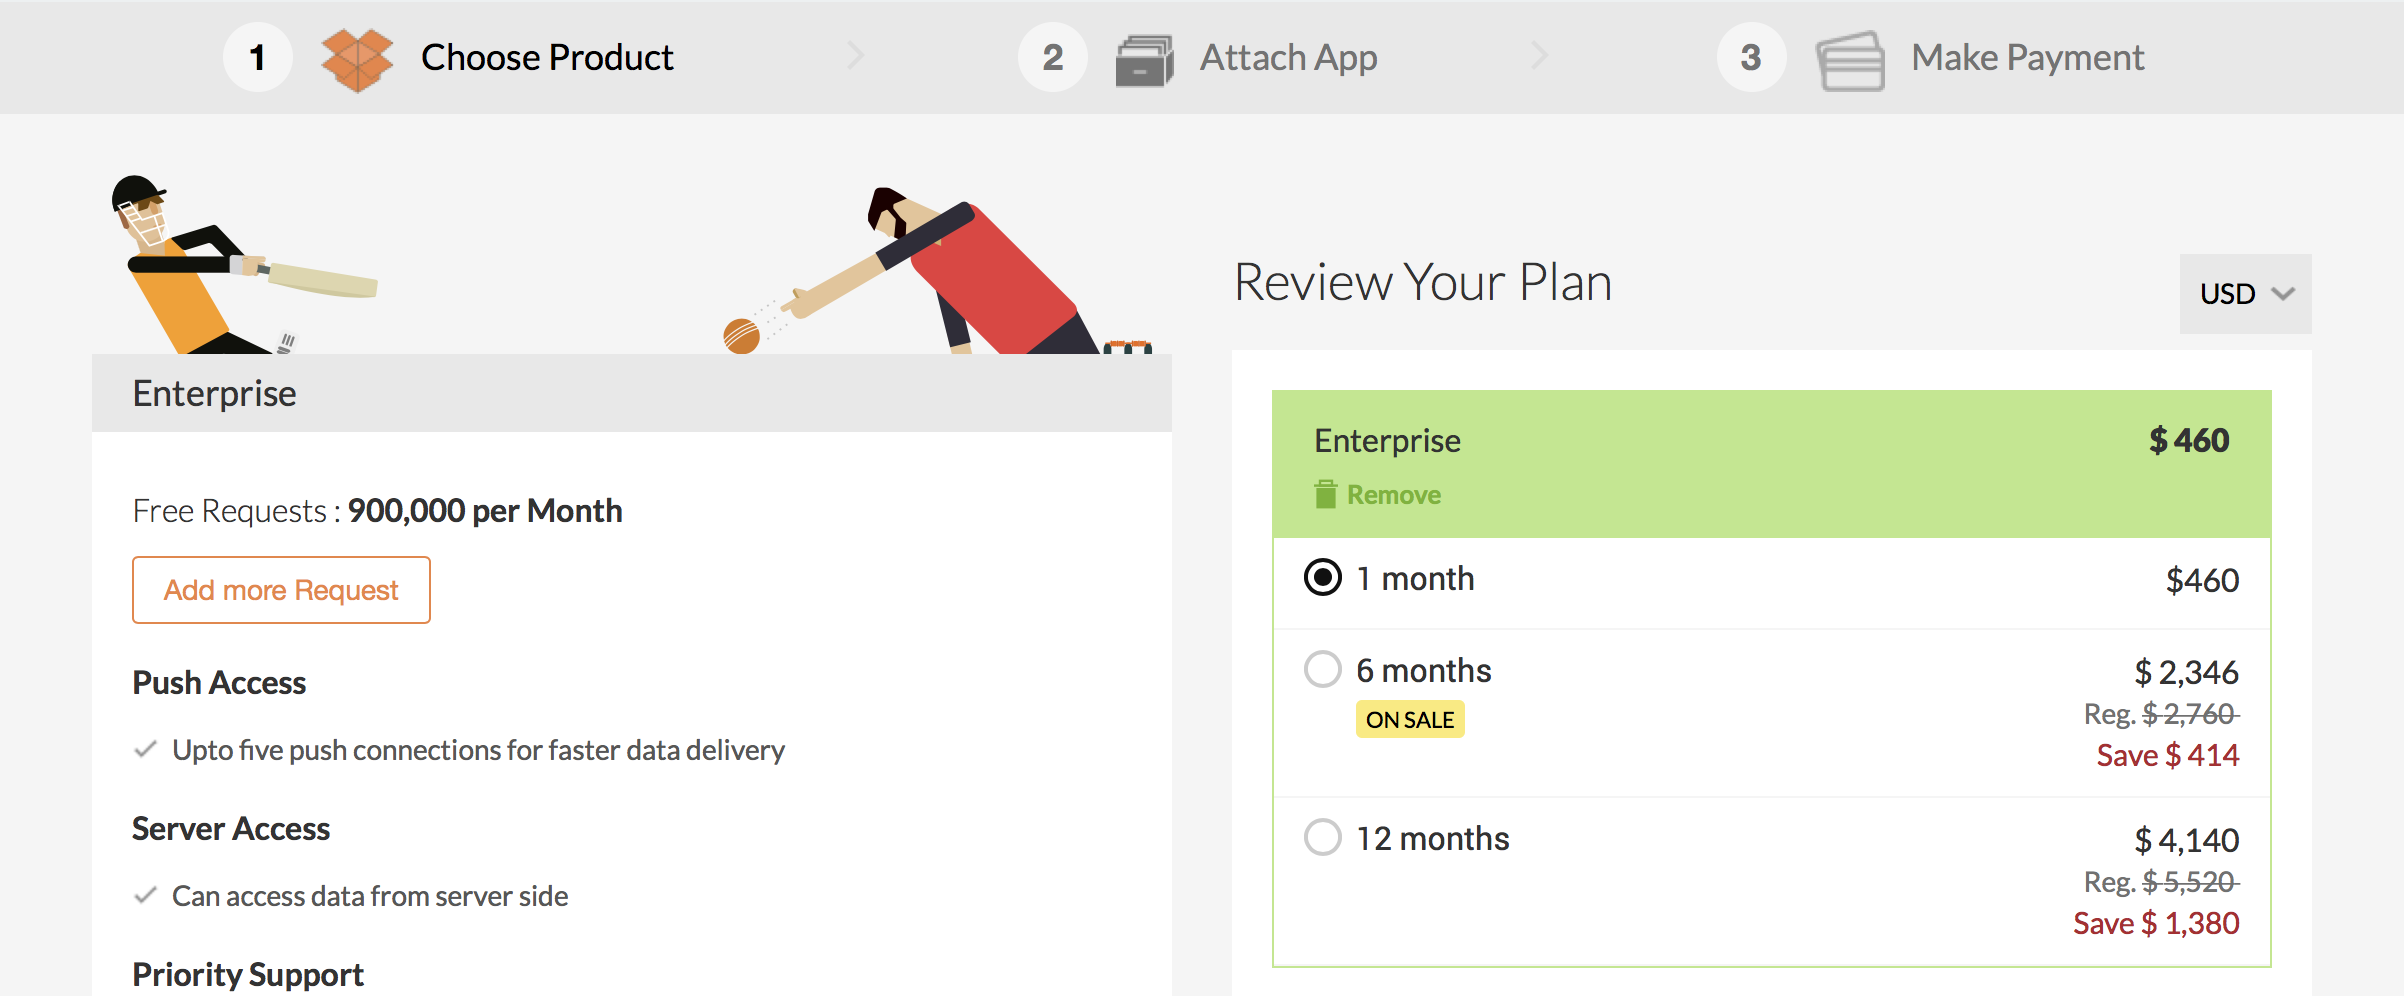 1 Choose Product
2 Attach App
3 Make Payment
Enterprise
Free Requests : 900,000 per Month
Add more Request
Push Access
Upto five push connections for faster data delivery
Server Access
Can access data from server side
Priority Support
Review Your Plan
USD
Enterprise $ 460
Remove
1 month $460
6 months $ 2,346
ON SALE Reg. $ 2,760
Save $ 414
12 months $ 4,140
Reg. $ 5,520
Save $ 1,380